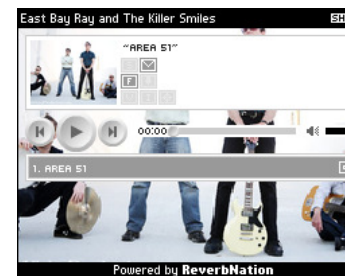 East Bay Ray and The Killer Smiles
"AREA 51"
F
00:00
1. AREA 51
Powered by ReverbNation